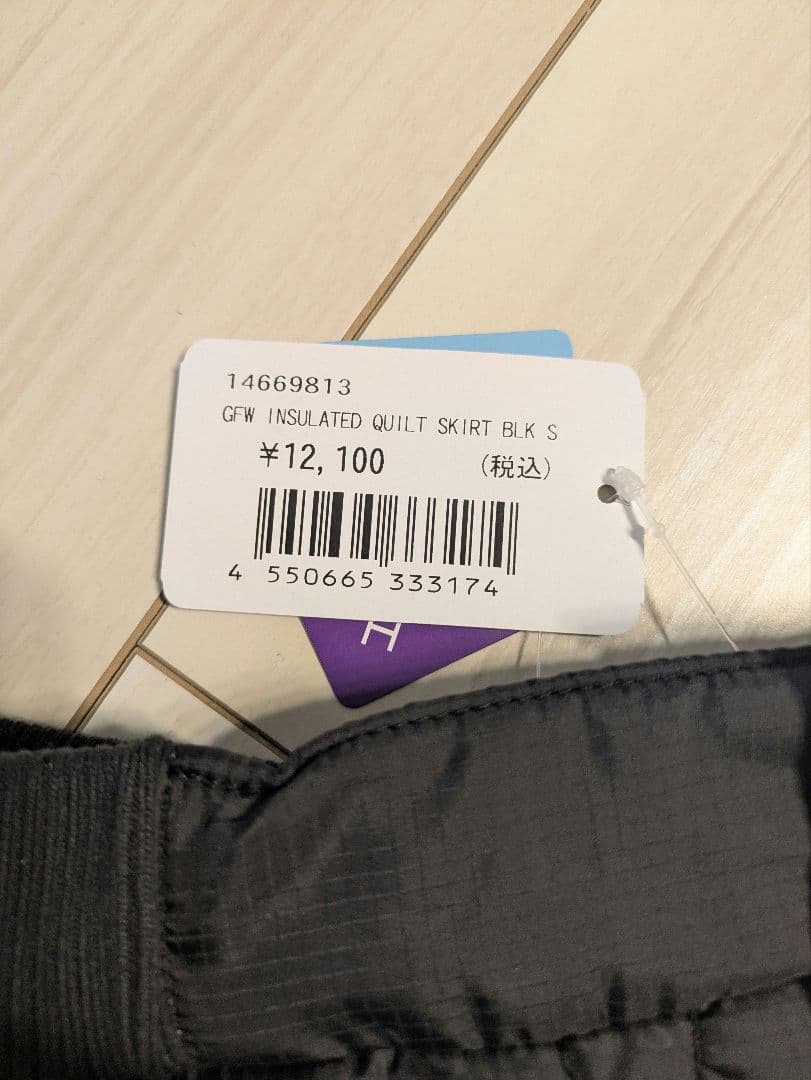 14669813
GFW INSULATED QUILT SKIRT BLK S
¥12,100 (税込)
4 550665 333174